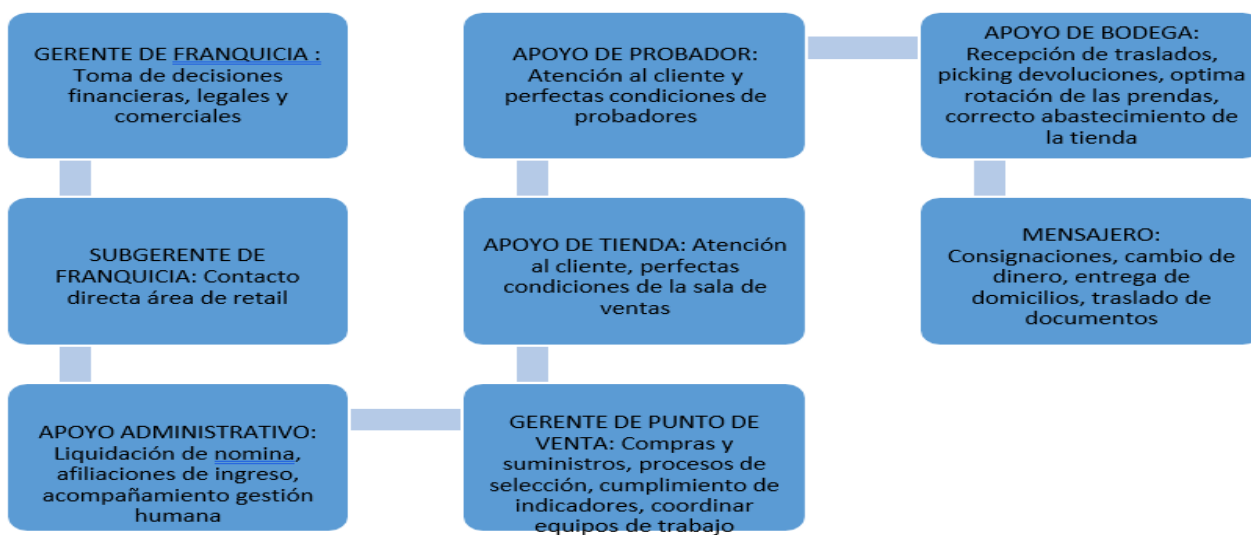 GERENTE DE FRANQUICIA :
Toma de decisiones
financieras, legales y
comerciales
SUBGERENTE DE
FRANQUICIA: Contacto
directa área de retail
APOYO ADMINISTRATIVO:
Liquidación de nomina,
afiliaciones de ingreso,
acompañamiento gestión
humana
GERENTE DE PUNTO DE
VENTA: Compras y
suministros, procesos de
selección, cumplimiento de
indicadores, coordinar
equipos de trabajo
APOYO DE TIENDA: Atención
al cliente, perfectas
condiciones de la sala de
ventas
APOYO DE PROBADOR:
Atención al cliente y
perfectas condiciones de
probadores
APOYO DE BODEGA:
Recepción de traslados,
picking devoluciones, optima
rotación de las prendas,
correcto abastecimiento de
la tienda
MENSAJERO:
Consignaciones, cambio de
dinero, entrega de
domicilios, traslado de
documentos